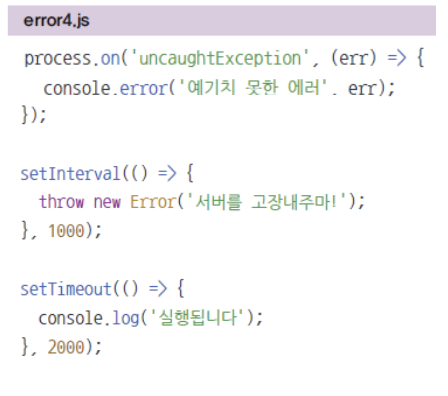 error4.js
process.on('uncaughtException', (err) => {
  console.error('예기치 못한 에러'. err);
});
setInterval(() => {
  throw new Error('서버를 고장내주마!');
}, 1000);
setTimeout(() => {
  console.log('실행됩니다');
}, 2000);